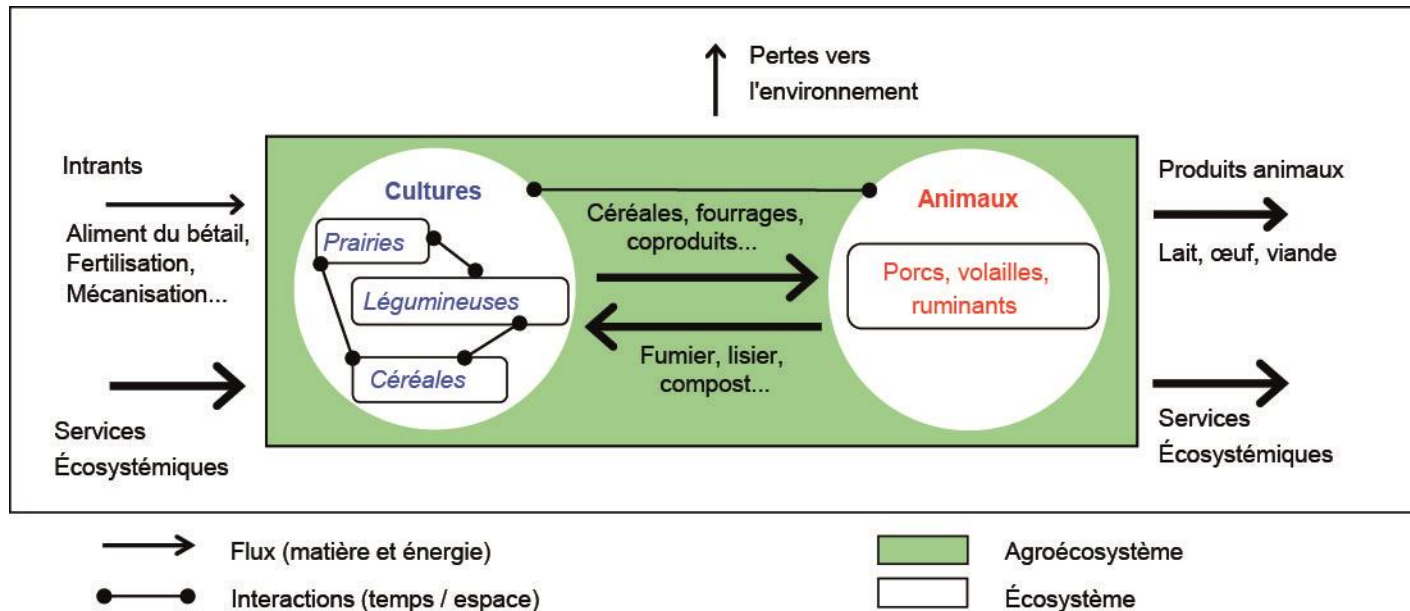 Pertes vers
l'environnement
Intrants
Aliment du bétail,
Fertilisation,
Mécanisation...
Services
Écosystémiques
Cultures
Prairies
Légumineuses
Céréales
Céréales, fourrages,
coproduits...
Fumier, lisier,
compost...
Animaux
Porcs, volailles,
ruminants
Produits animaux
Lait, œuf, viande
Services
Écosystémiques
Flux (matière et énergie)
Interactions (temps / espace)
Agroécosystème
Écosystème